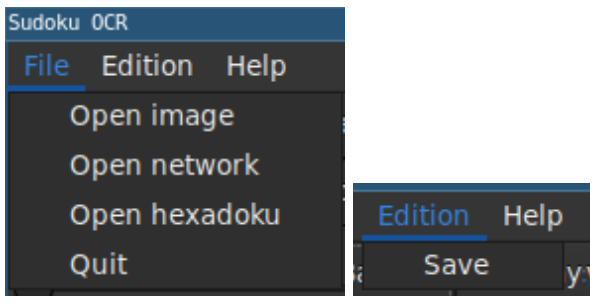 Sudoku OCR
File Edition Help
Open image
Open network
Open hexadoku
Quit
Edition Help
Save